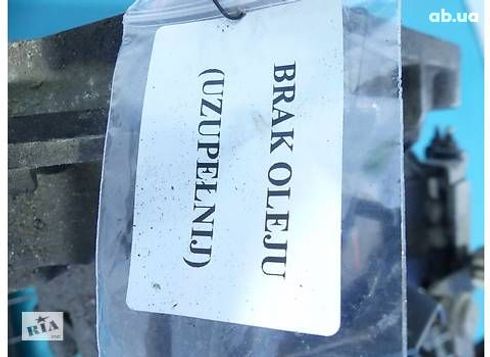 ab.ua
BRAK OLEJU
(UZUPEŁNIJ)
RIA